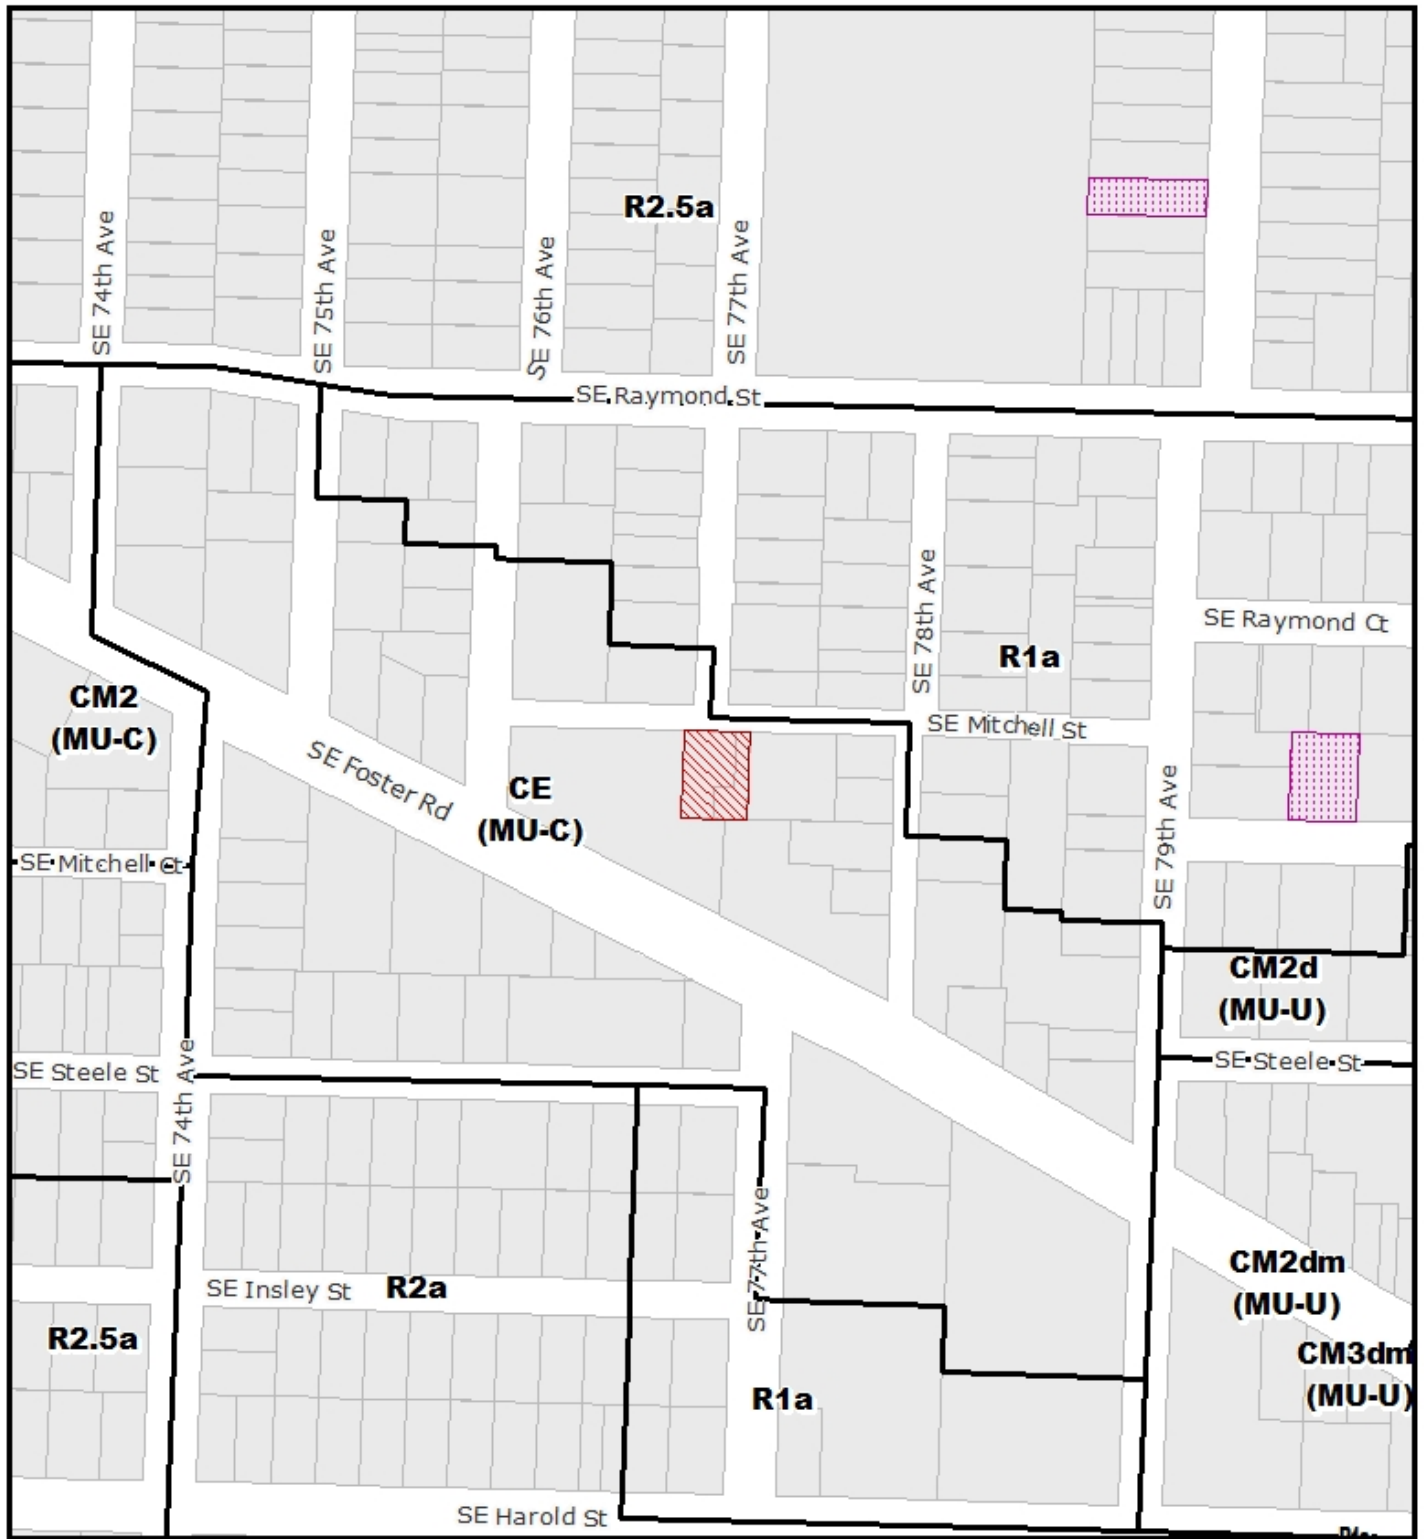 R2.5a
SE 74th Ave
SE 75th Ave
SE 76th Ave
SE 77th Ave
SE Raymond St
SE 78th Ave
SE Raymond Ct
R1a
CM2
(MU-C)
SE Mitchell St
SE Foster Rd
CE
(MU-C)
SE 79th Ave
SE Mitchell Ct
CM2d
(MU-U)
SE Steele St
SE 74th Ave
SE Steele St
SE 77th Ave
CM2dm
(MU-U)
SE Insley St
R2a
R2.5a
CM3dm
(MU-U)
R1a
SE Harold St